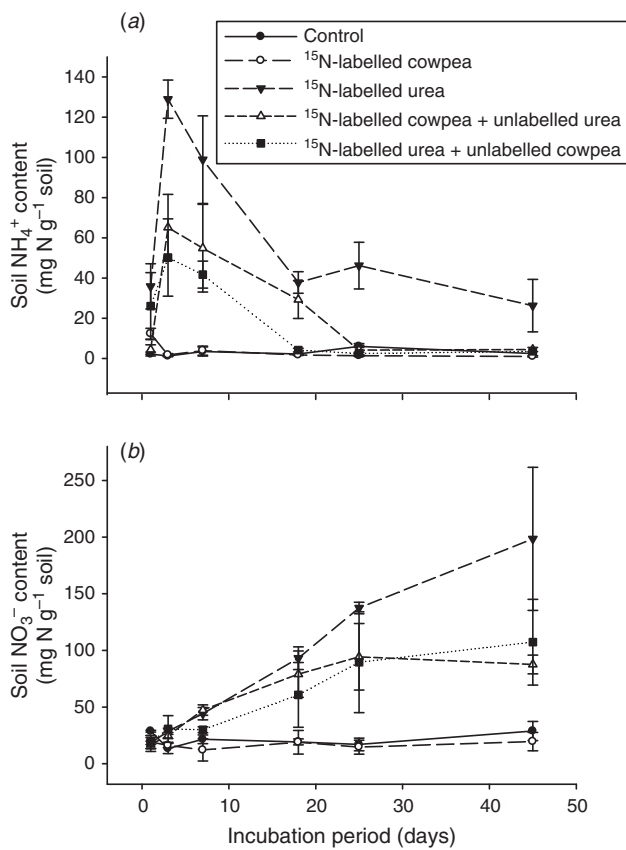 (a)
Control
¹⁵N-labelled cowpea
¹⁵N-labelled urea
¹⁵N-labelled cowpea + unlabelled urea
¹⁵N-labelled urea + unlabelled cowpea
Soil NH₄⁺ content
(mg N g⁻¹ soil)
140
120
100
80
60
40
20
0
(b)
Soil NO₃⁻ content
(mg N g⁻¹ soil)
250
200
150
100
50
0
0 10 20 30 40 50
Incubation period (days)